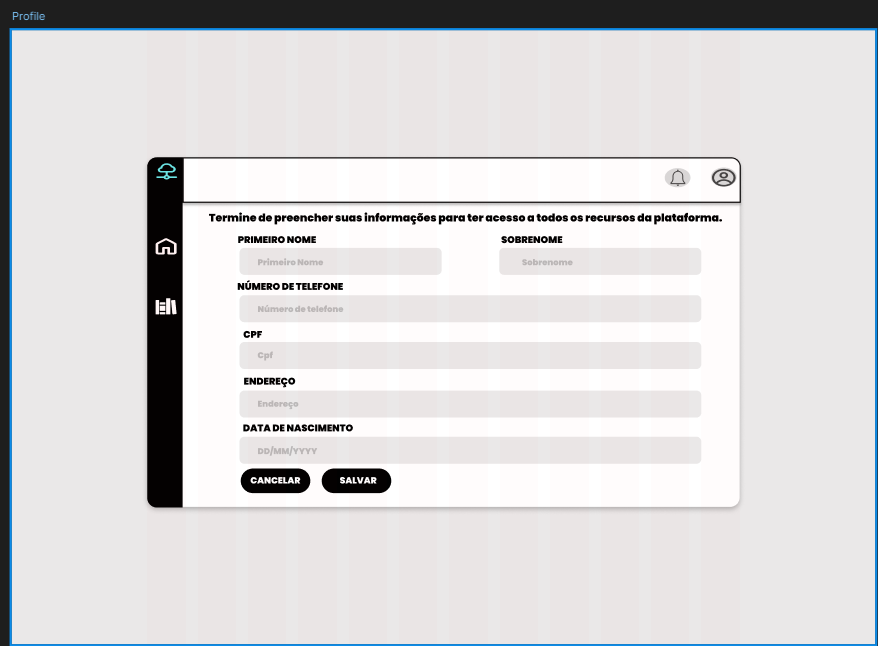 Profile
Termine de preencher suas informações para ter acesso a todos os recursos da plataforma.
PRIMEIRO NOME
SOBRENOME
Primeiro Nome
Sobrenome
NÚMERO DE TELEFONE
Número de telefone
CPF
Cpf
ENDEREÇO
Endereço
DATA DE NASCIMENTO
DD/MM/YYYY
CANCELAR
SALVAR